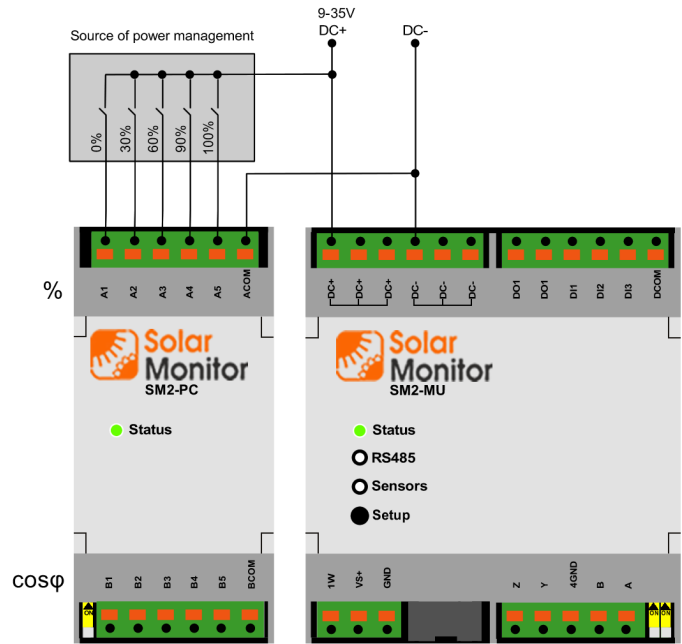 9-35V
DC+
DC-
Source of power management
0%
30%
60%
90%
100%
%
A1
A2
A3
A4
A5
ACOM
DC+
DC+
DC+
DC-
DC-
DC-
DO1
DO1
DI1
DI2
DI3
DCOM
Solar
Monitor
SM2-PC
Status
Solar
Monitor
SM2-MU
Status
RS485
Sensors
Setup
cosφ
B1
B2
B3
B4
B5
BCOM
ON
1W
VS+
GND
Z
Y
4GND
B
A
ON
ON